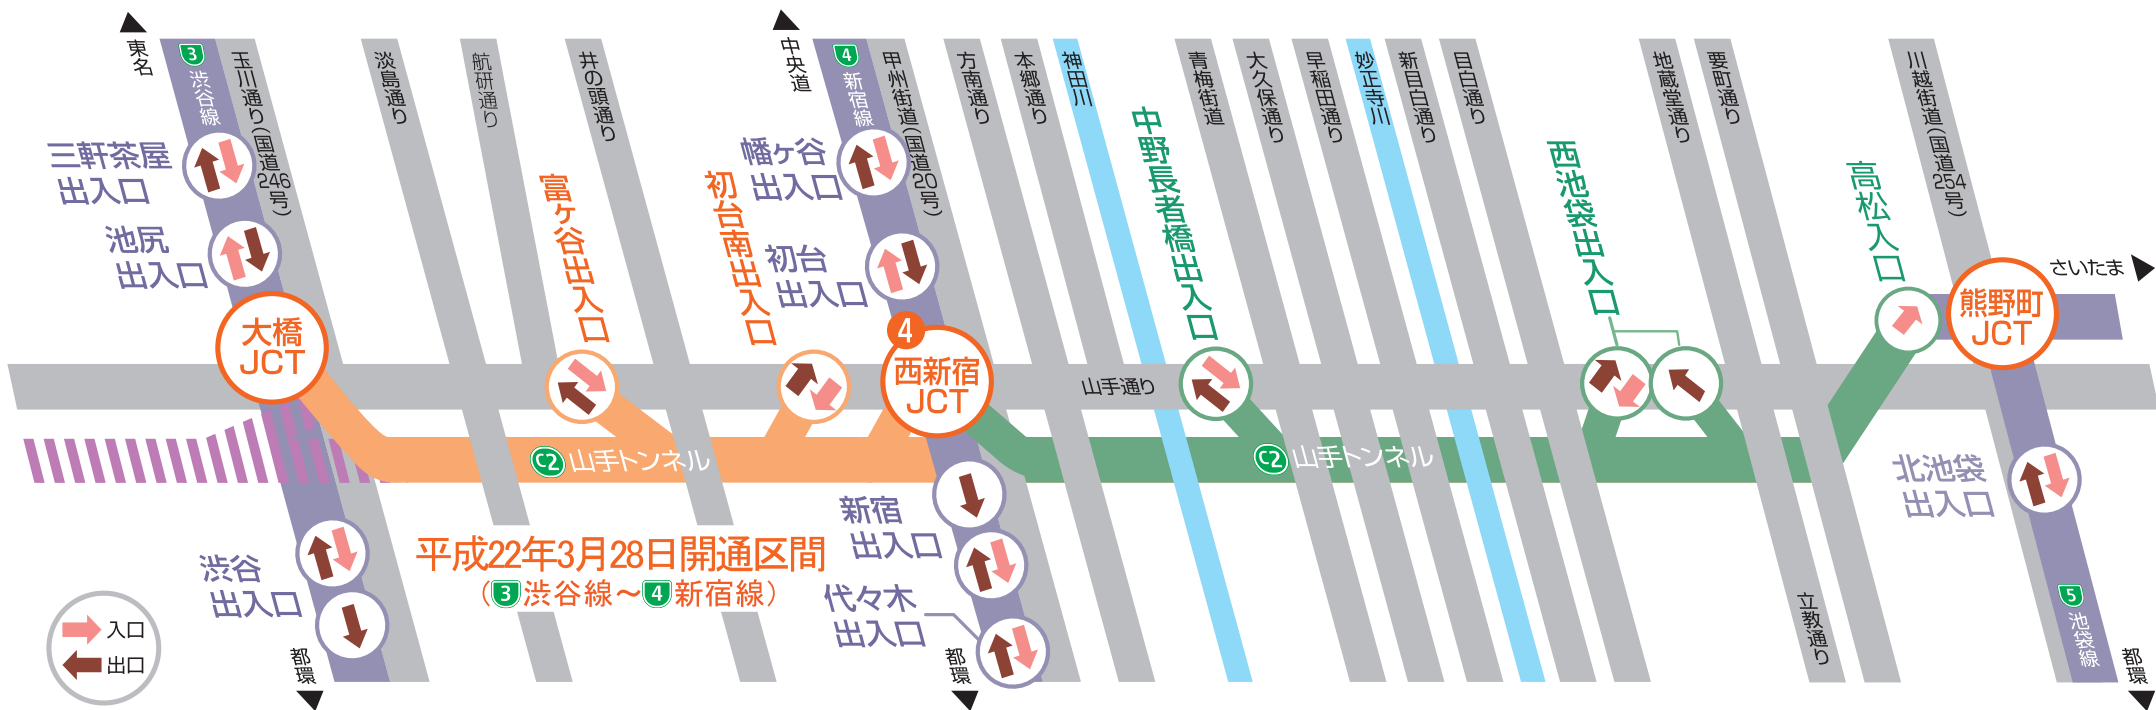 東名
3
渋谷線
玉川通り(国道246号)
淡島通り
航研通り
井の頭通り
中央道
4
新宿線
甲州街道(国道20号)
方南通り
本郷通り
神田川
青梅街道
大久保通り
早稲田通り
妙正寺川
新目白通り
目白通り
地蔵堂通り
要町通り
川越街道(国道254号)
三軒茶屋
出入口
池尻
出入口
富ヶ谷出入口
初台南出入口
幡ヶ谷
出入口
初台
出入口
中野長者橋出入口
西池袋出入口
高松入口
さいたま
大橋
JCT
4
西新宿
JCT
山手通り
熊野町
JCT
C2 山手トンネル
C2 山手トンネル
北池袋
出入口
新宿
出入口
平成22年3月28日開通区間
(3渋谷線〜4新宿線)
渋谷
出入口
代々木
出入口
立教通り
5
池袋線
入口
出口
都環
都環
都環